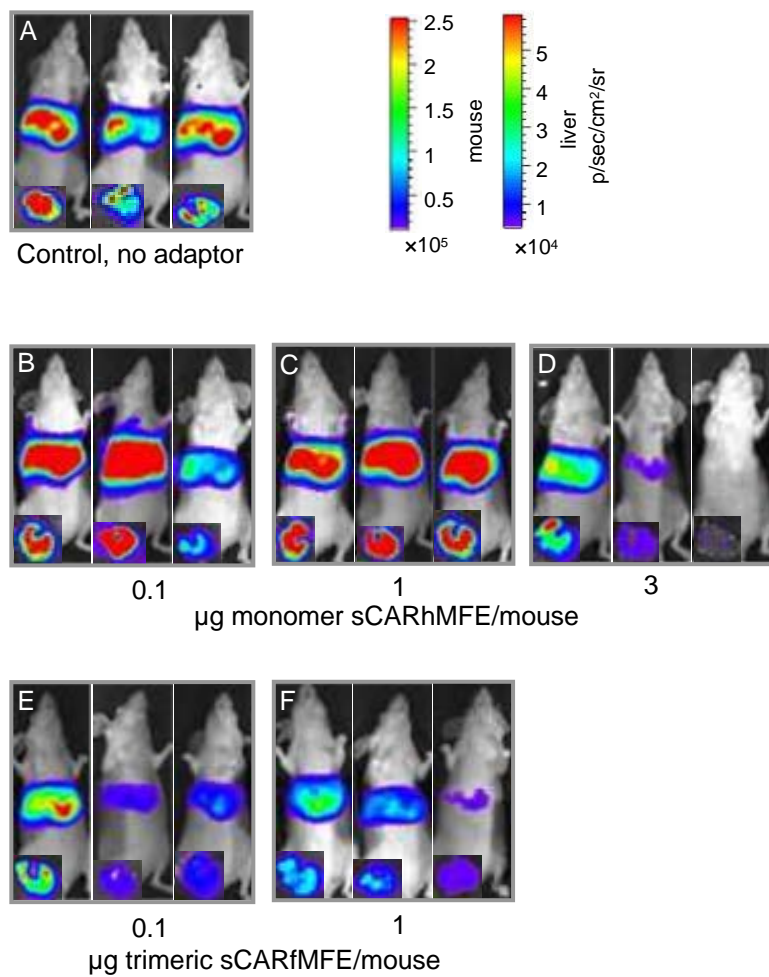 A
Control, no adaptor
2.5
2
1.5
1
0.5
mouse
×10⁵
5
4
3
2
1
liver
p/sec/cm²/sr
×10⁴
B
C
D
0.1
1
3
µg monomer sCARhMFE/mouse
E
F
0.1
1
µg trimeric sCARfMFE/mouse